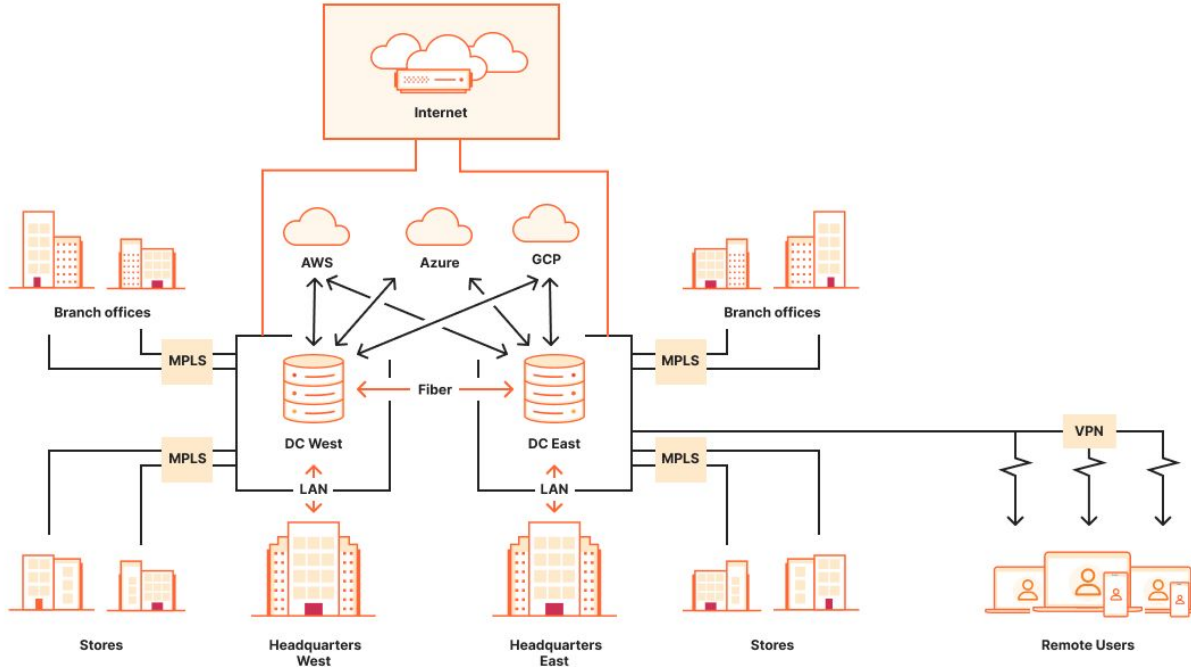 Internet
AWS
Azure
GCP
Branch offices
Branch offices
MPLS
MPLS
Fiber
DC West
DC East
VPN
MPLS
MPLS
LAN
LAN
Stores
Headquarters
West
Headquarters
East
Stores
Remote Users